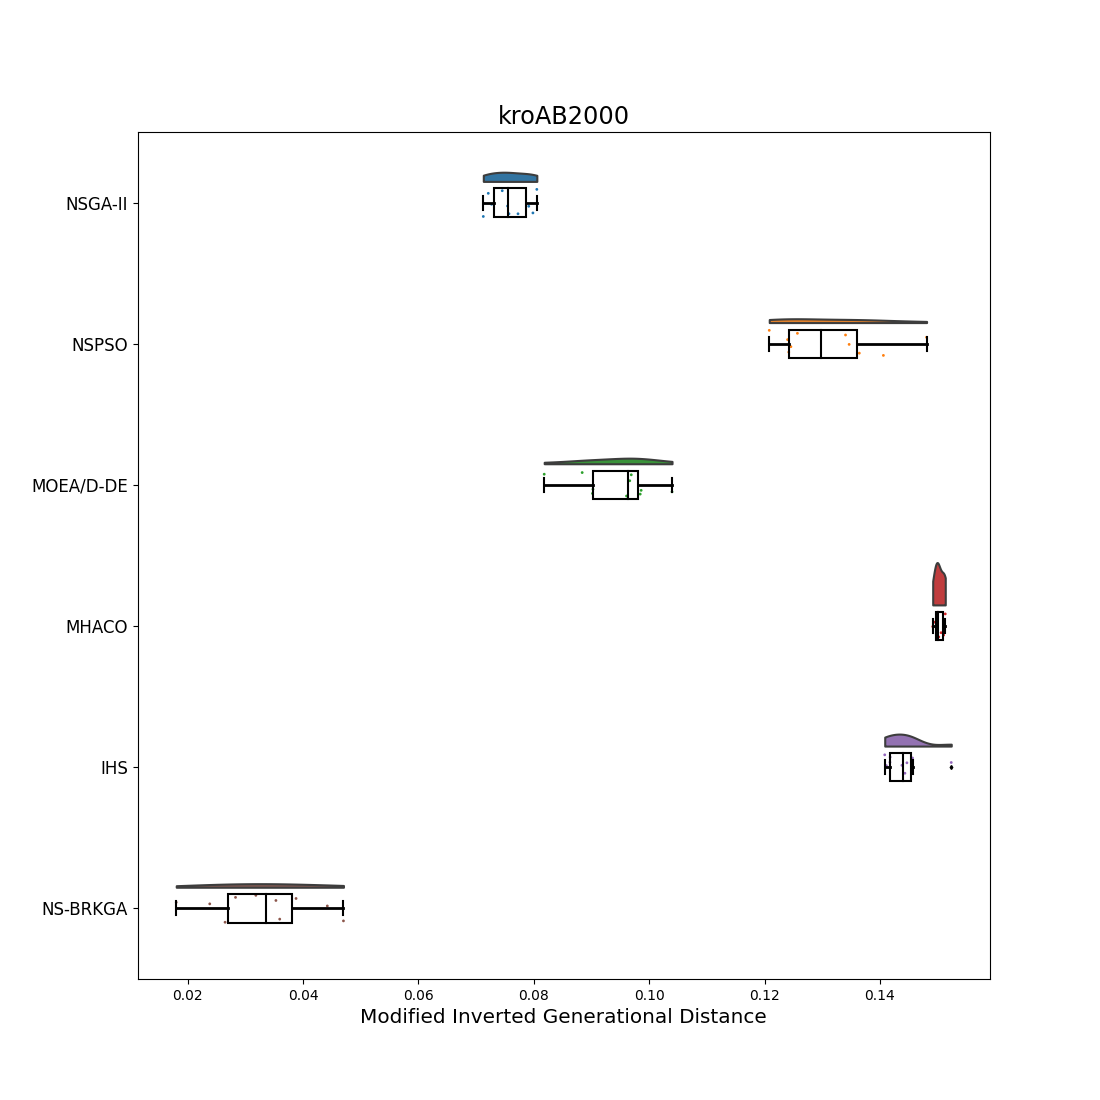 kroAB2000
NSGA-II
NSPSO
MOEA/D-DE
MHACO
IHS
NS-BRKGA
0.02 0.04 0.06 0.08 0.10 0.12 0.14
Modified Inverted Generational Distance